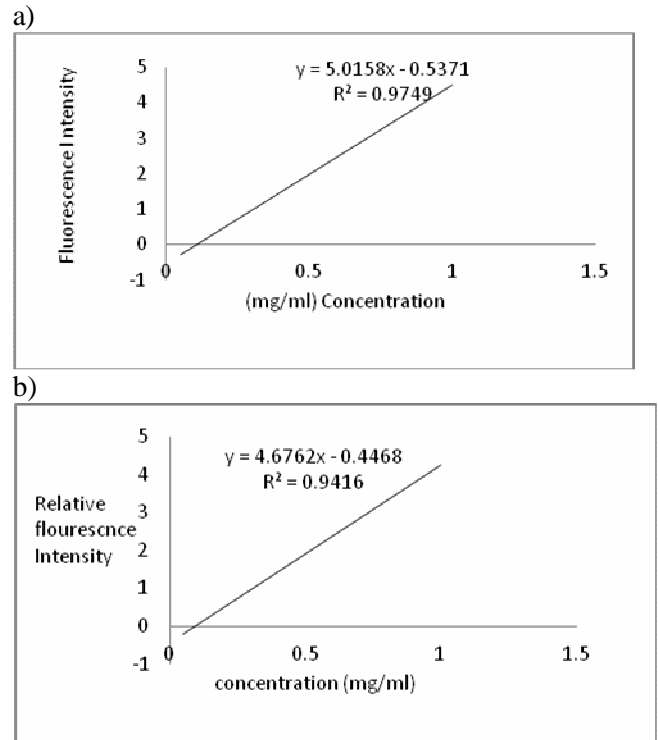 a)
y = 5.0158x - 0.5371
R² = 0.9749
Fluorescence Intensity
5
4
3
2
1
0
-1
0
0.5
1
1.5
(mg/ml) Concentration
b)
y = 4.6762x - 0.4468
R² = 0.9416
Relative
flourescnce
Intensity
5
4
3
2
1
0
-1
0
0.5
1
1.5
concentration (mg/ml)